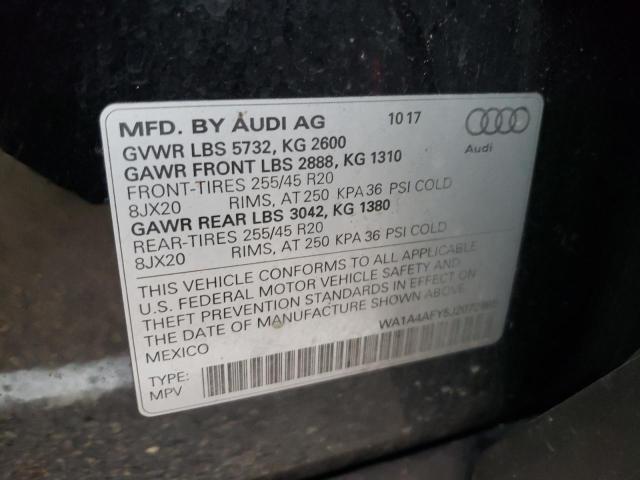 MFD. BY AUDI AG 10 17
GVWR LBS 5732, KG 2600
GAWR FRONT LBS 2888, KG 1310
FRONT-TIRES 255/45 R20
8JX20 RIMS, AT 250 KPA 36 PSI COLD
GAWR REAR LBS 3042, KG 1380
REAR-TIRES 255/45 R20
8JX20 RIMS, AT 250 KPA 36 PSI COLD
Audi
THIS VEHICLE CONFORMS TO ALL APPLICABLE
U.S. FEDERAL MOTOR VEHICLE SAFETY AND
THEFT PREVENTION STANDARDS IN EFFECT ON
THE DATE OF MANUFACTURE SHOWN ABOVE.
MEXICO
TYPE:
MPV